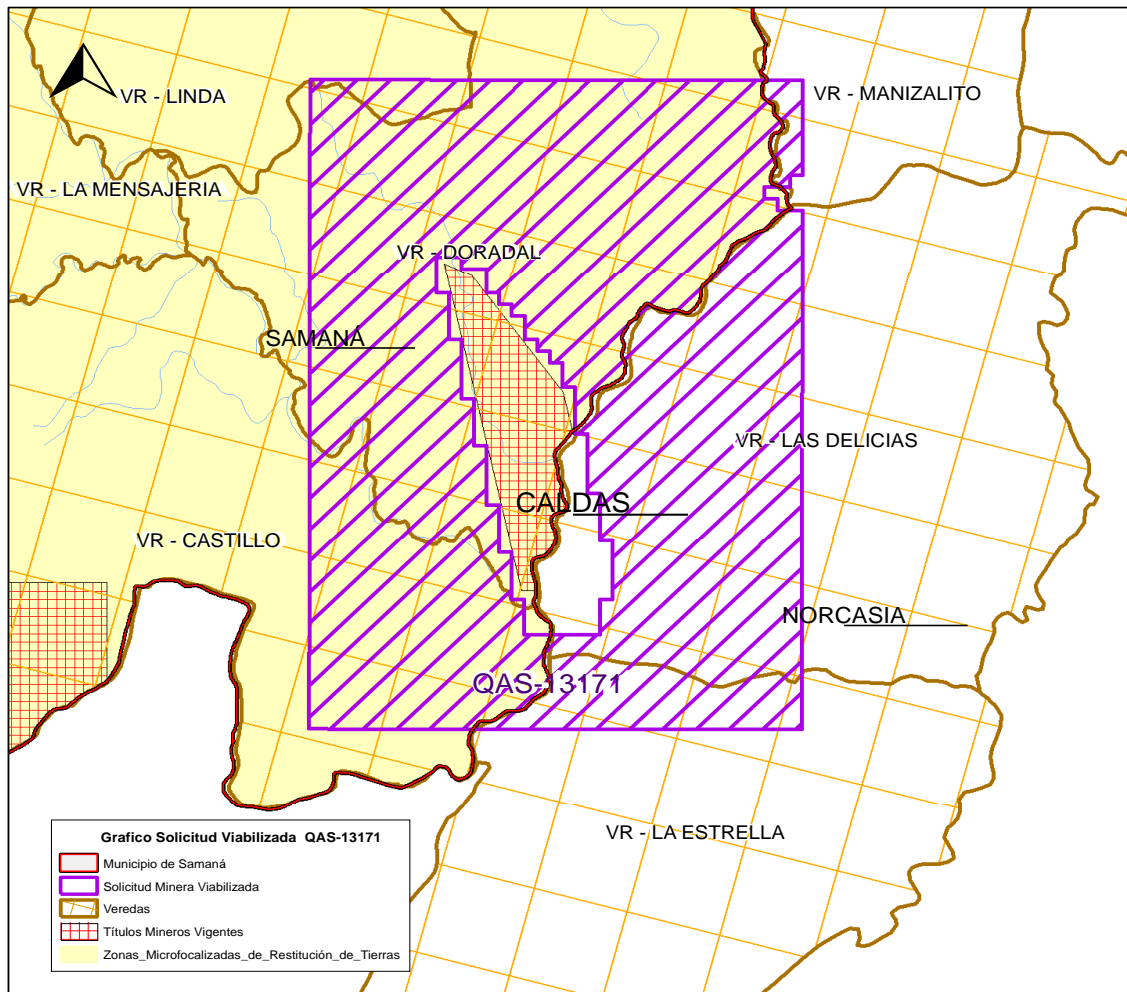 VR - LINDA
VR - MANIZALITO
VR - LA MENSAJERIA
VR - DORADAL
SAMANÁ
VR - LAS DELICIAS
CALDAS
VR - CASTILLO
NORCASIA
QAS-13171
VR - LA ESTRELLA
Grafico Solicitud Viabilizada QAS-13171
Municipio de Samaná
Solicitud Minera Viabilizada
Veredas
Títulos Mineros Vigentes
Zonas_Microfocalizadas_de_Restitución_de_Tierras